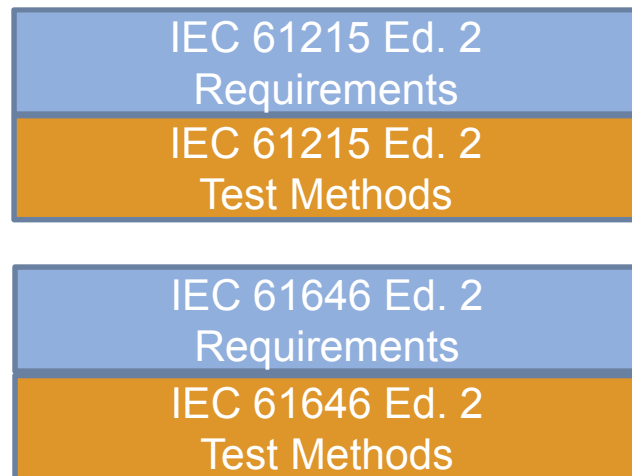 IEC 61215 Ed. 2
Requirements
IEC 61215 Ed. 2
Test Methods
IEC 61646 Ed. 2
Requirements
IEC 61646 Ed. 2
Test Methods